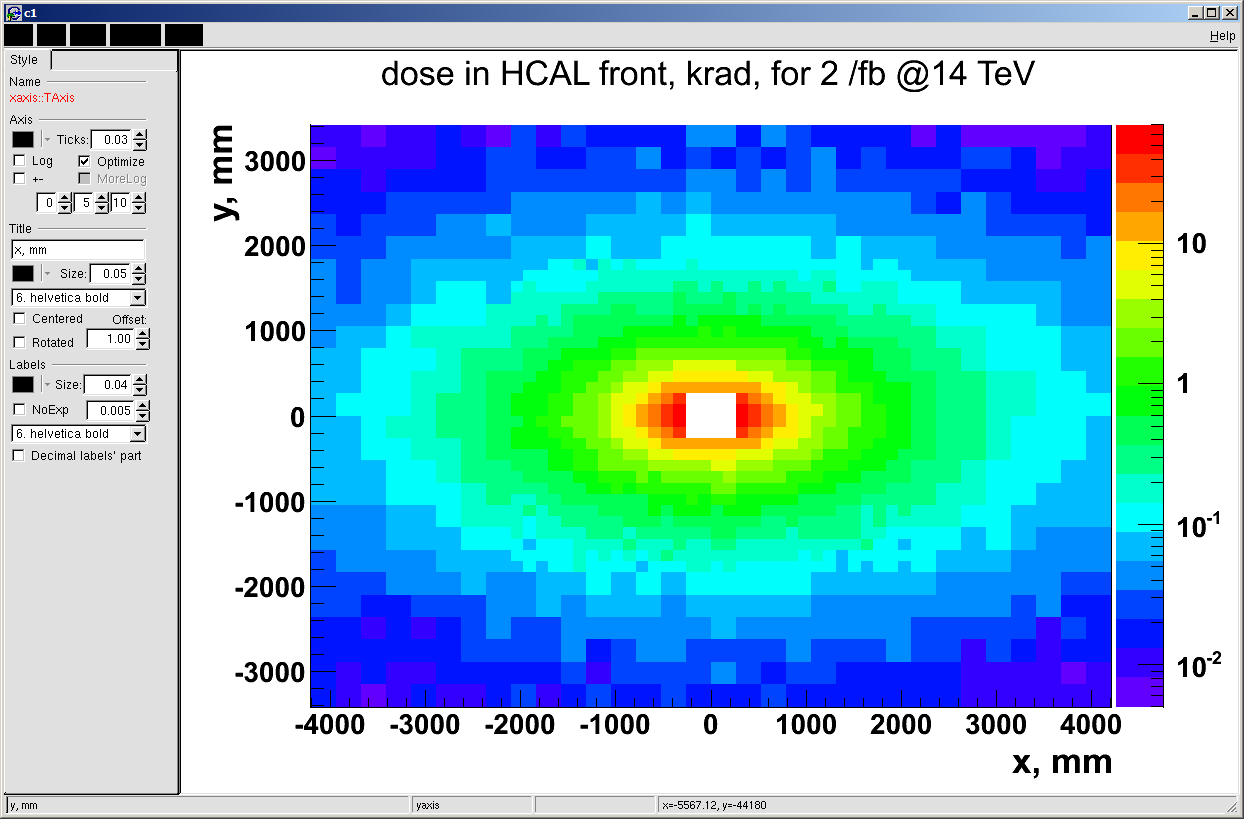 c1
Help
Style
Name
xaxis::TAxis
Axis
Ticks: 0.03
Log Optimize
+- MoreLog
0 5 10
Title
x, mm
Size: 0.05
6. helvetica bold
Centered Offset:
Rotated 1.00
Labels
Size: 0.04
NoExp 0.005
6. helvetica bold
Decimal labels' part
dose in HCAL front, krad, for 2 /fb @14 TeV
y, mm
3000
2000
1000
0
-1000
-2000
-3000
-4000 -3000 -2000 -1000 0 1000 2000 3000 4000
x, mm
10
1
10-1
10-2
y, mm yaxis x=-5567.12, y=-44180